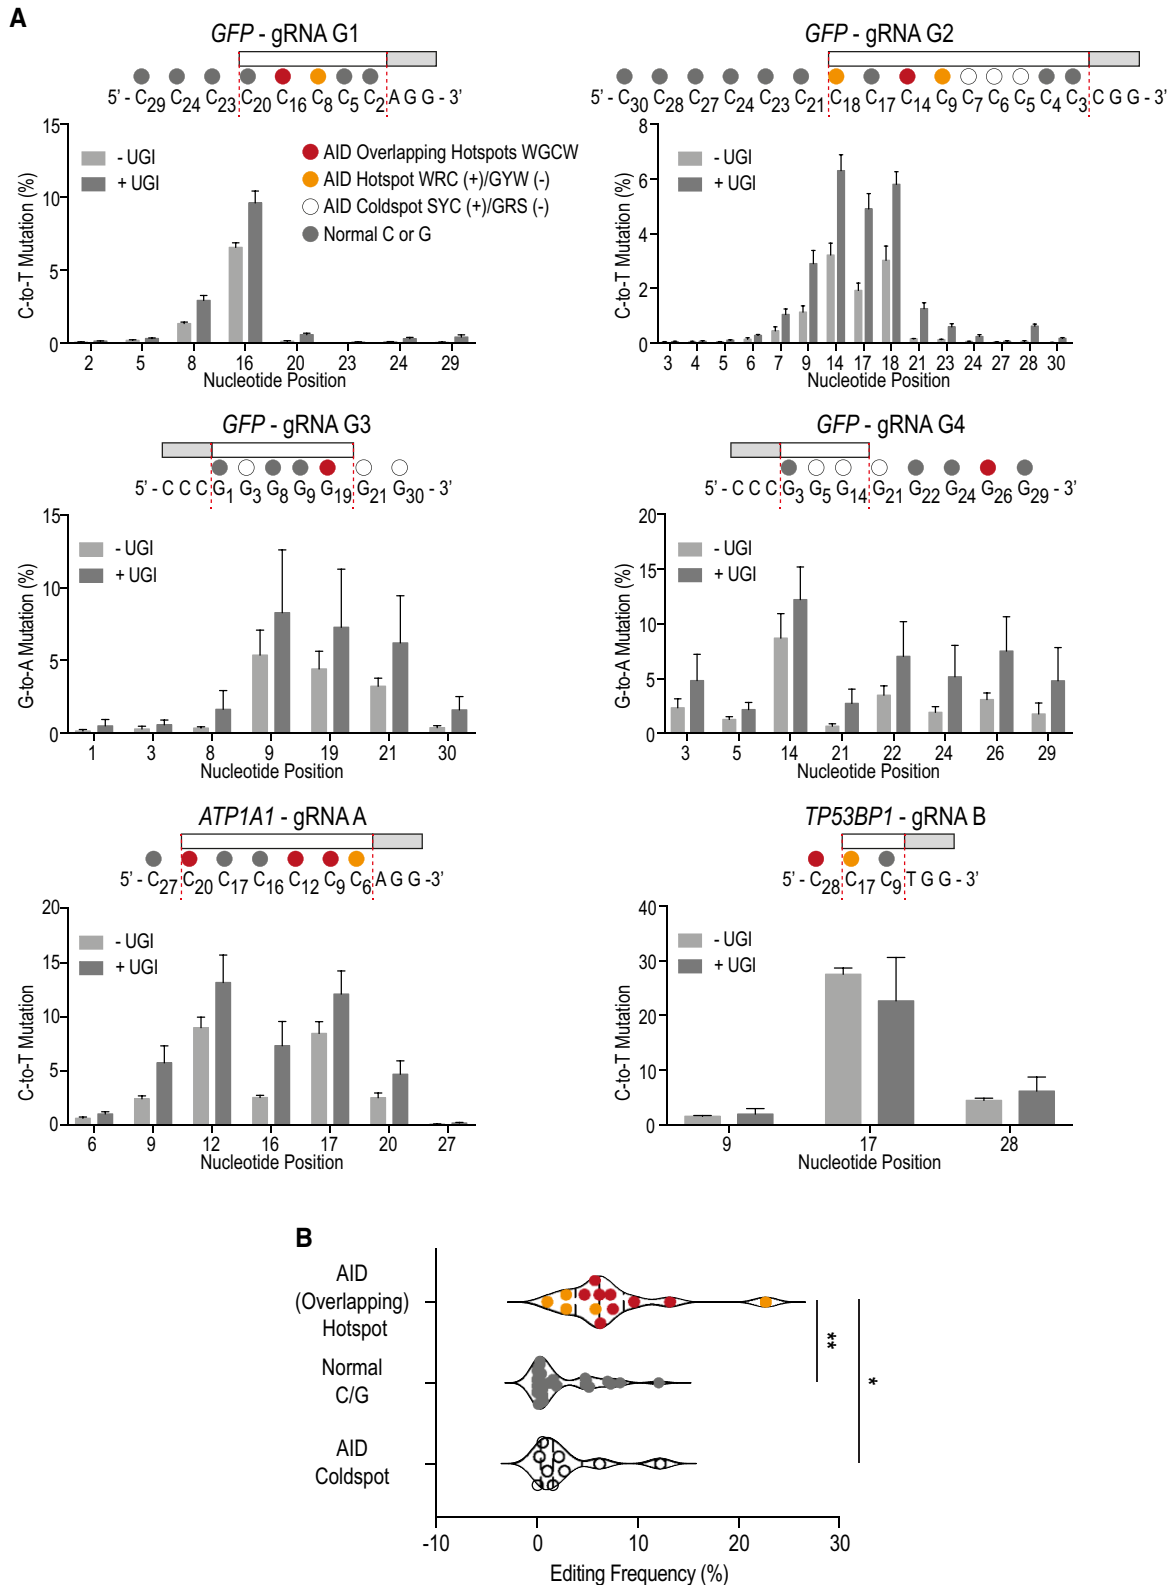 A
GFP - gRNA G1
5' - C29 C24 C23 C20 C16 C8 C5 C2 A G G - 3'
15
10
5
0
C-to-T Mutation (%)
- UGI
+ UGI
AID Overlapping Hotspots WGCW
AID Hotspot WRC (+)/GYW (-)
AID Coldspot SYC (+)/GRS (-)
Normal C or G
2 5 8 16 20 23 24 29
Nucleotide Position
GFP - gRNA G2
5' - C30 C28 C27 C24 C23 C21 C18 C17 C14 C9 C7 C6 C5 C4 C3 C G G - 3'
8
6
4
2
0
C-to-T Mutation (%)
- UGI
+ UGI
3 4 5 6 7 9 14 17 18 21 23 24 27 28 30
Nucleotide Position
GFP - gRNA G3
5' - C C C G1 G3 G8 G9 G19 G21 G30 - 3'
15
10
5
0
G-to-A Mutation (%)
- UGI
+ UGI
1 3 8 9 19 21 30
Nucleotide Position
GFP - gRNA G4
5' - C C C G3 G5 G14 G21 G22 G24 G26 G29 - 3'
20
15
10
5
0
G-to-A Mutation (%)
- UGI
+ UGI
3 5 14 21 22 24 26 29
Nucleotide Position
ATP1A1 - gRNA A
5' - C27 C20 C17 C16 C12 C9 C6 A G G -3'
20
15
10
5
0
C-to-T Mutation
- UGI
+ UGI
6 9 12 16 17 20 27
Nucleotide Position
TP53BP1 - gRNA B
5' - C28 C17 C9 T G G - 3'
40
30
20
10
0
C-to-T Mutation
- UGI
+ UGI
9 17 28
Nucleotide Position
B
AID
(Overlapping)
Hotspot
Normal
C/G
AID
Coldspot
**
*
-10 0 10 20 30
Editing Frequency (%)